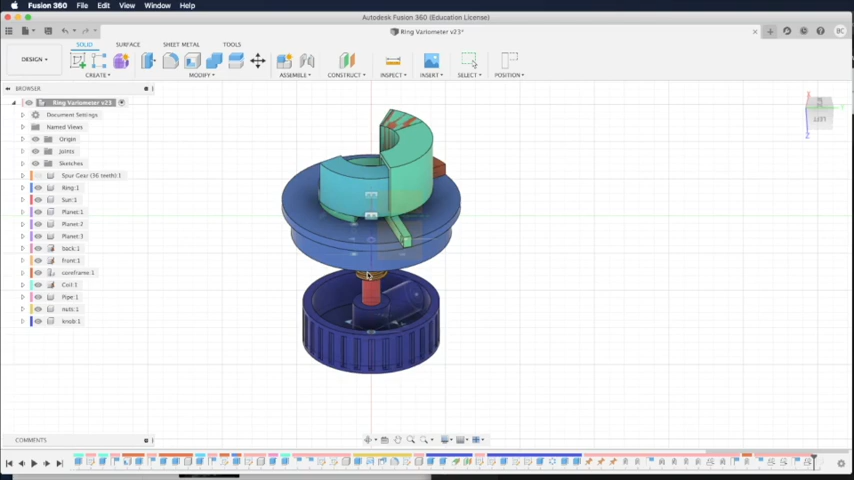 Fusion 360 File Edit View Window Help
Autodesk Fusion 360 (Education License)
Ring Variometer v23*
BC
SOLID SURFACE SHEET METAL TOOLS
DESIGN
CREATE MODIFY ASSEMBLE CONSTRUCT INSPECT INSERT SELECT POSITION
BROWSER
Ring Variometer v23
Document Settings
Named Views
Origin
Joints
Sketches
Spur Gear (36 teeth):1
Ring:1
Sun:1
Planet:1
Planet:2
Planet:3
back:1
front:1
coreframe:1
Coil:1
Pipe:1
nuts:1
knob:1
LEFT
X
Y
Z
COMMENTS